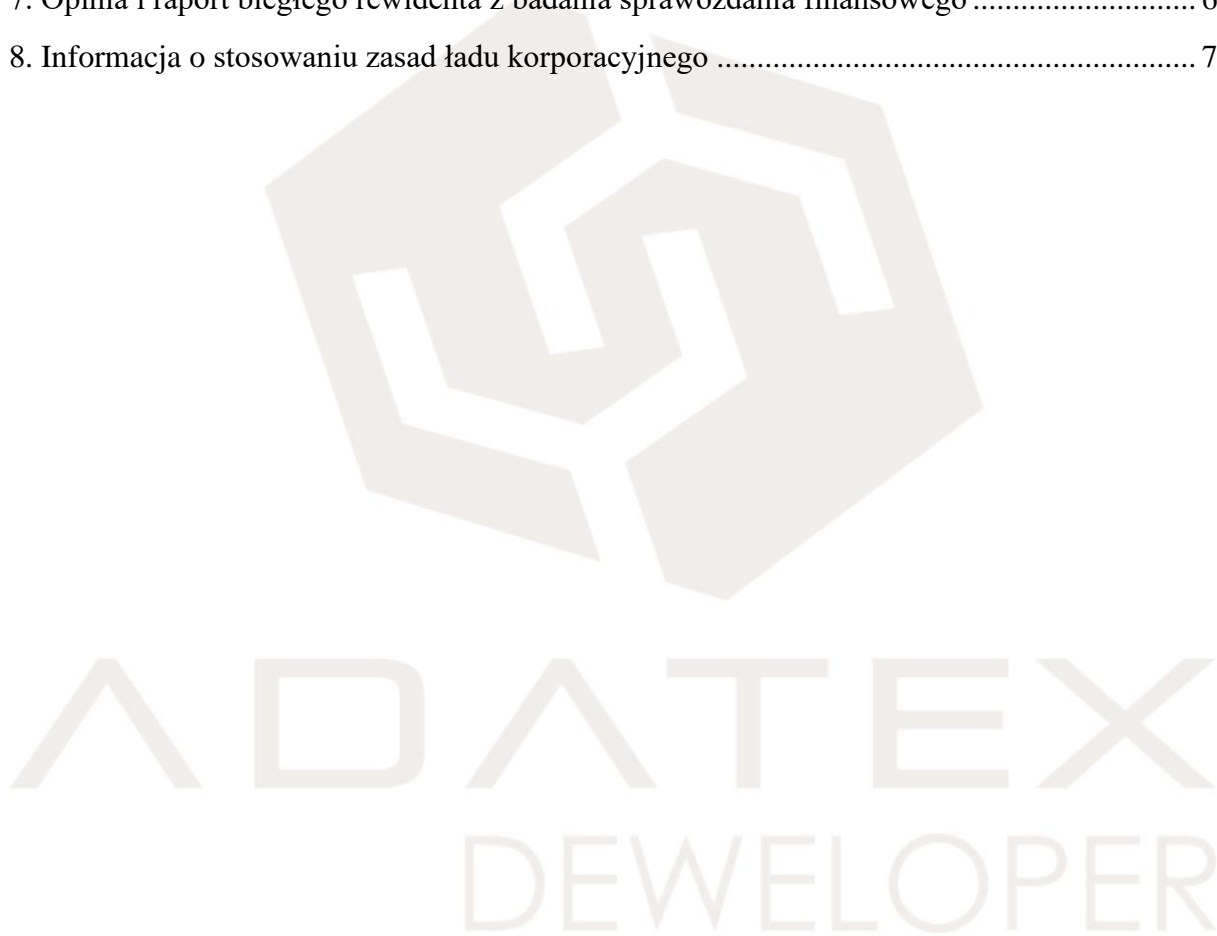 7. Opinia i raport biegłego rewidenta z badania sprawozdania finansowego ............................ 6
8. Informacja o stosowaniu zasad ładu korporacyjnego ............................................................ 7
ADATEX
DEWELOPER